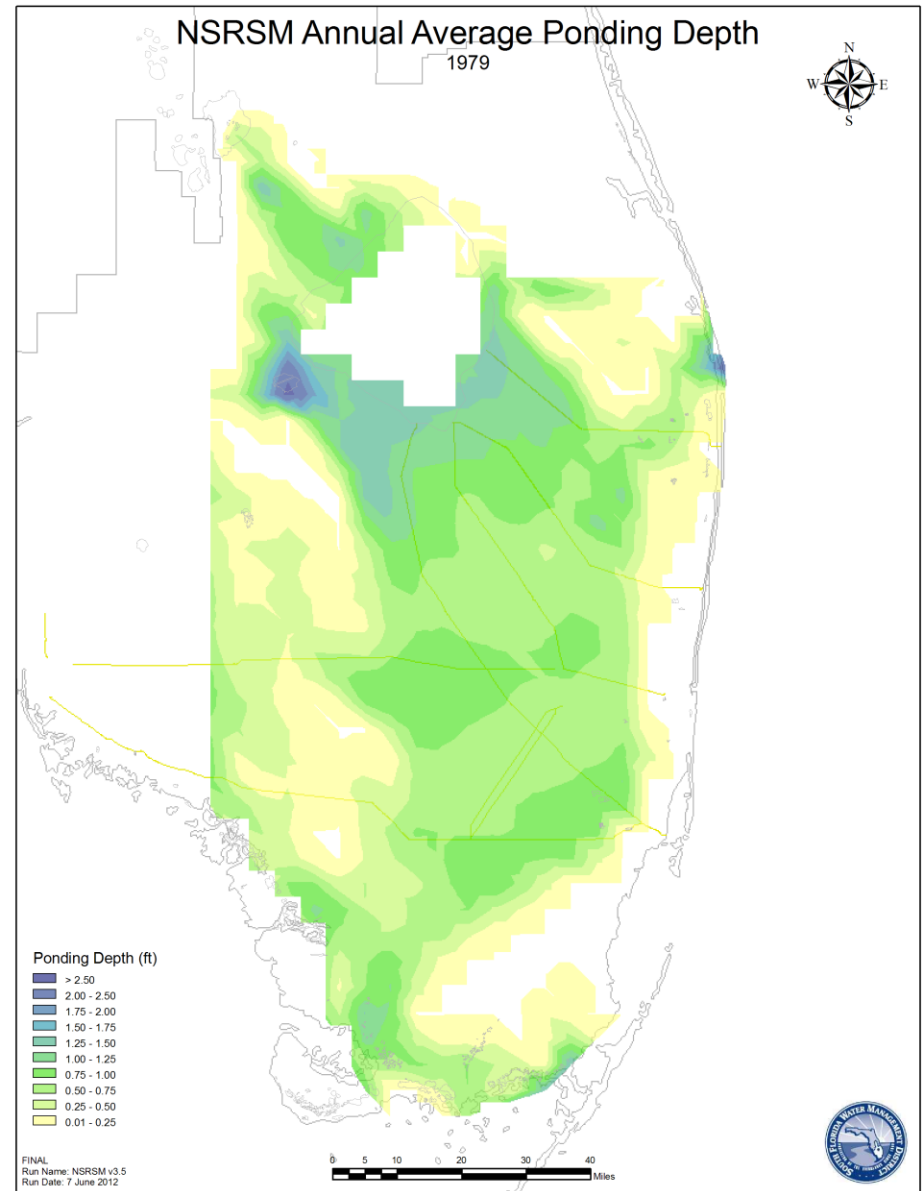 NSRSM Annual Average Ponding Depth
1979
N
W E
S
Ponding Depth (ft)
> 2.50
2.00 - 2.50
1.75 - 2.00
1.50 - 1.75
1.25 - 1.50
1.00 - 1.25
0.75 - 1.00
0.50 - 0.75
0.25 - 0.50
0.01 - 0.25
FINAL
Run Name: NSRSM v3.5
Run Date: 7 June 2012
0 5 10 20 30 40
Miles
SOUTH FLORIDA WATER MANAGEMENT DISTRICT